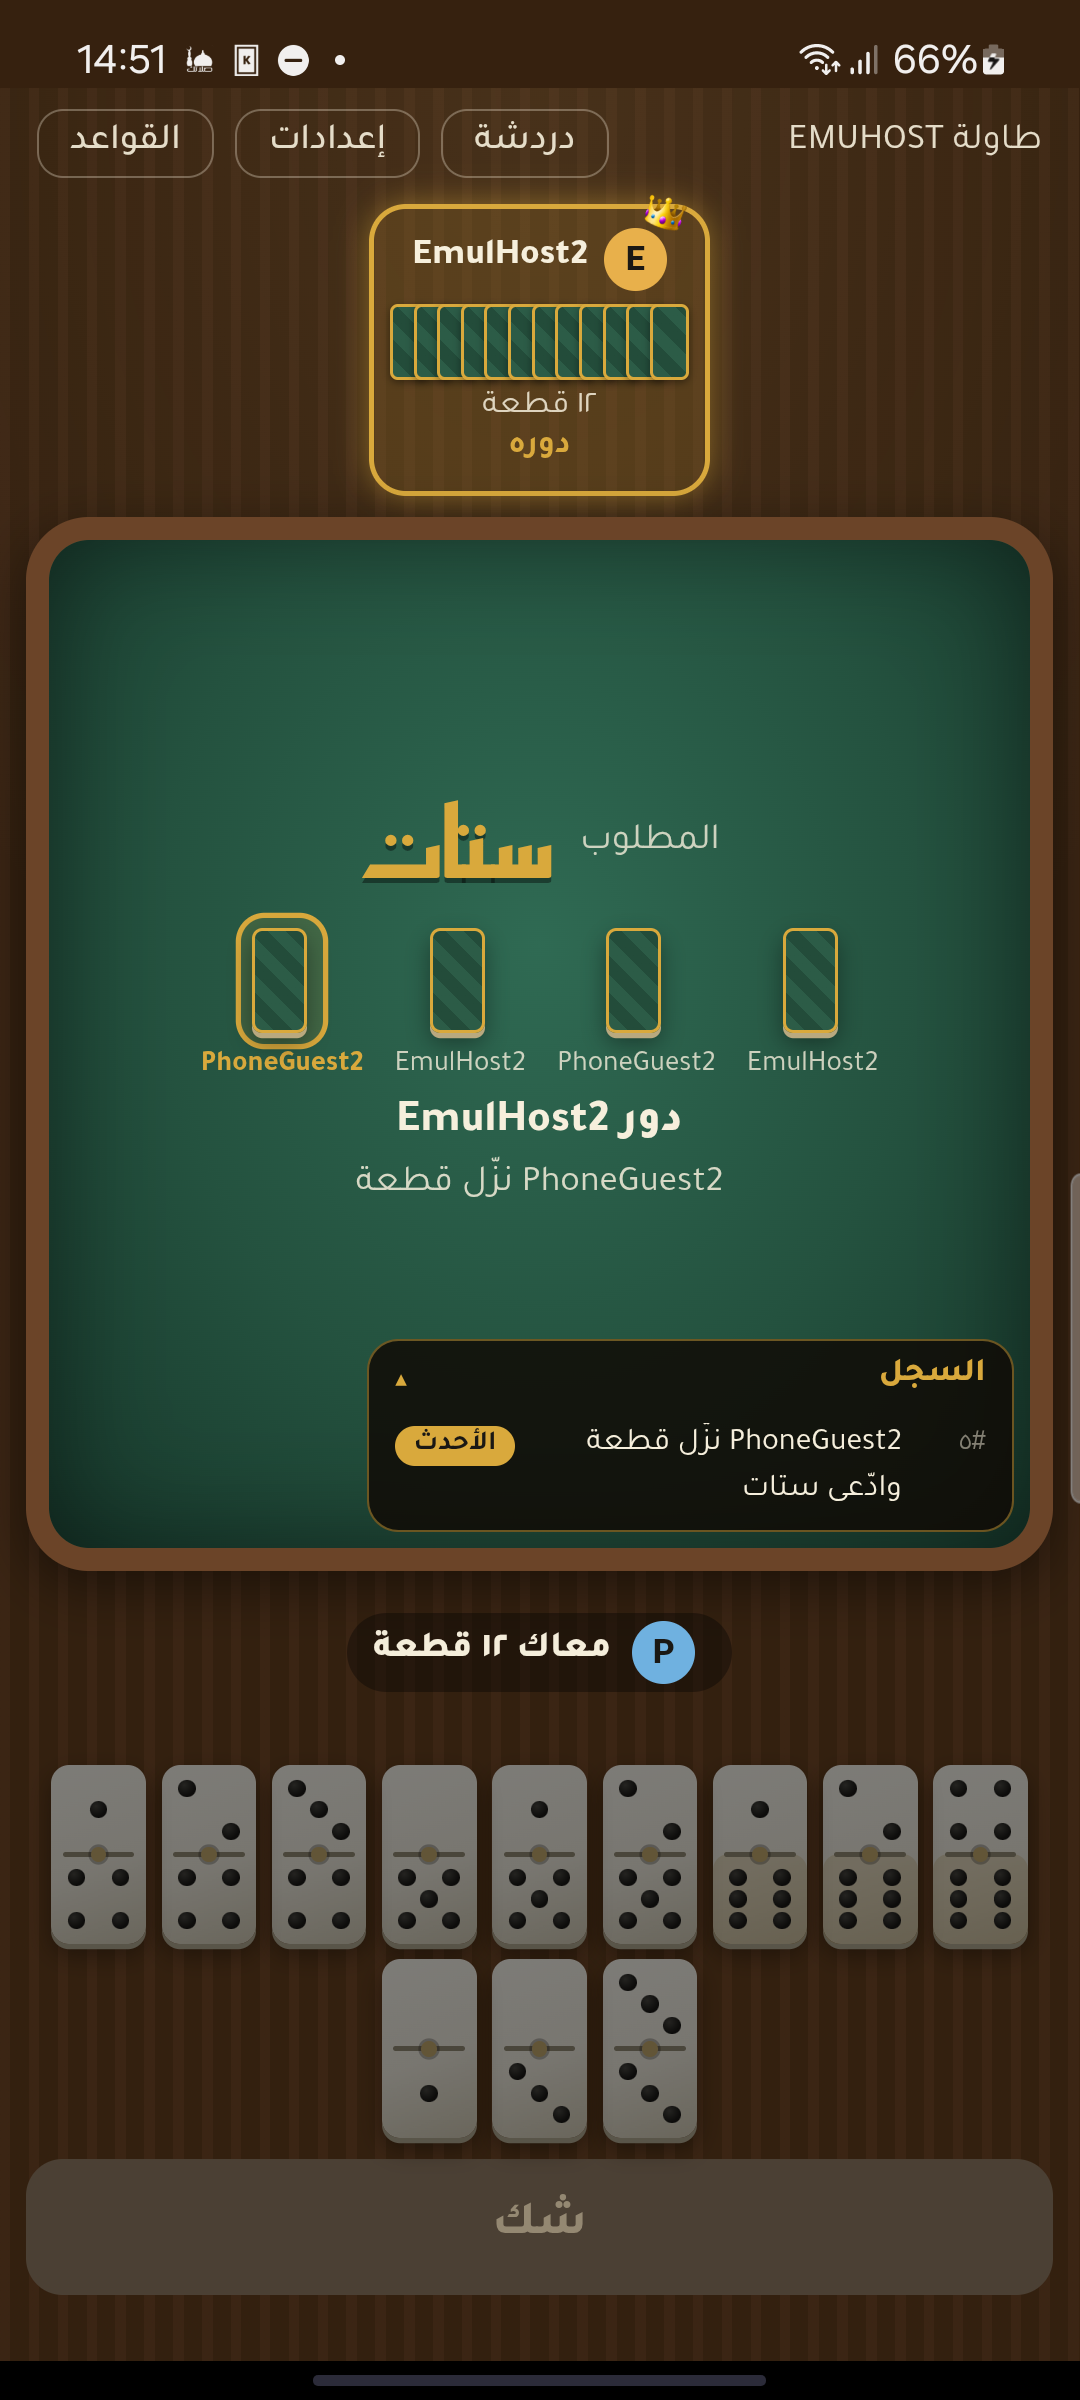 14:51
66%
طاولة EMUHOST
دردشة
إعدادات
القواعد
E
EmulHost2
١٢ قطعة
دوره
المطلوب ستات
EmulHost2
PhoneGuest2
EmulHost2
PhoneGuest2
دور EmulHost2
PhoneGuest2 نزّل قطعة
السجل
▲
#٥
PhoneGuest2 نزّل قطعة
وادّعى ستات
الأحدث
P
معاك ١٢ قطعة
شك